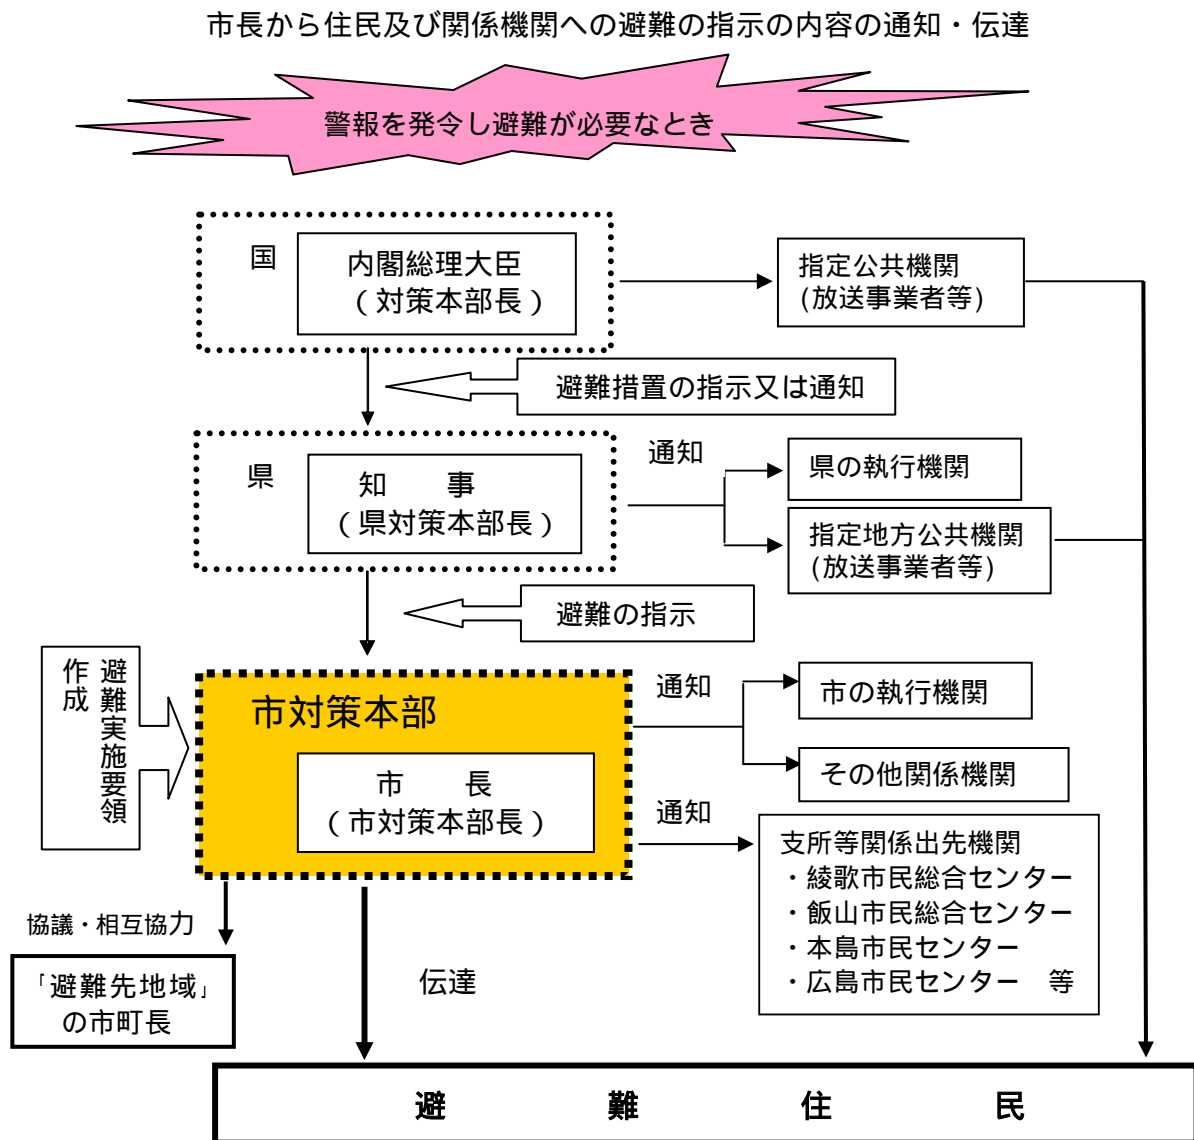 市長から住民及び関係機関への避難の指示の内容の通知・伝達
警報を発令し避難が必要なとき
国
内閣総理大臣
（対策本部長）
指定公共機関
(放送事業者等)
避難措置の指示又は通知
県
知　　事
（県対策本部長）
通知
県の執行機関
指定地方公共機関
(放送事業者等)
避難の指示
避難実施要領
作成
市対策本部
市　　長
（市対策本部長）
通知
市の執行機関
その他関係機関
通知
支所等関係出先機関
・綾歌市民総合センター
・飯山市民総合センター
・本島市民センター
・広島市民センター　等
協議・相互協力
「避難先地域」
の市町長
伝達
避　難　住　民